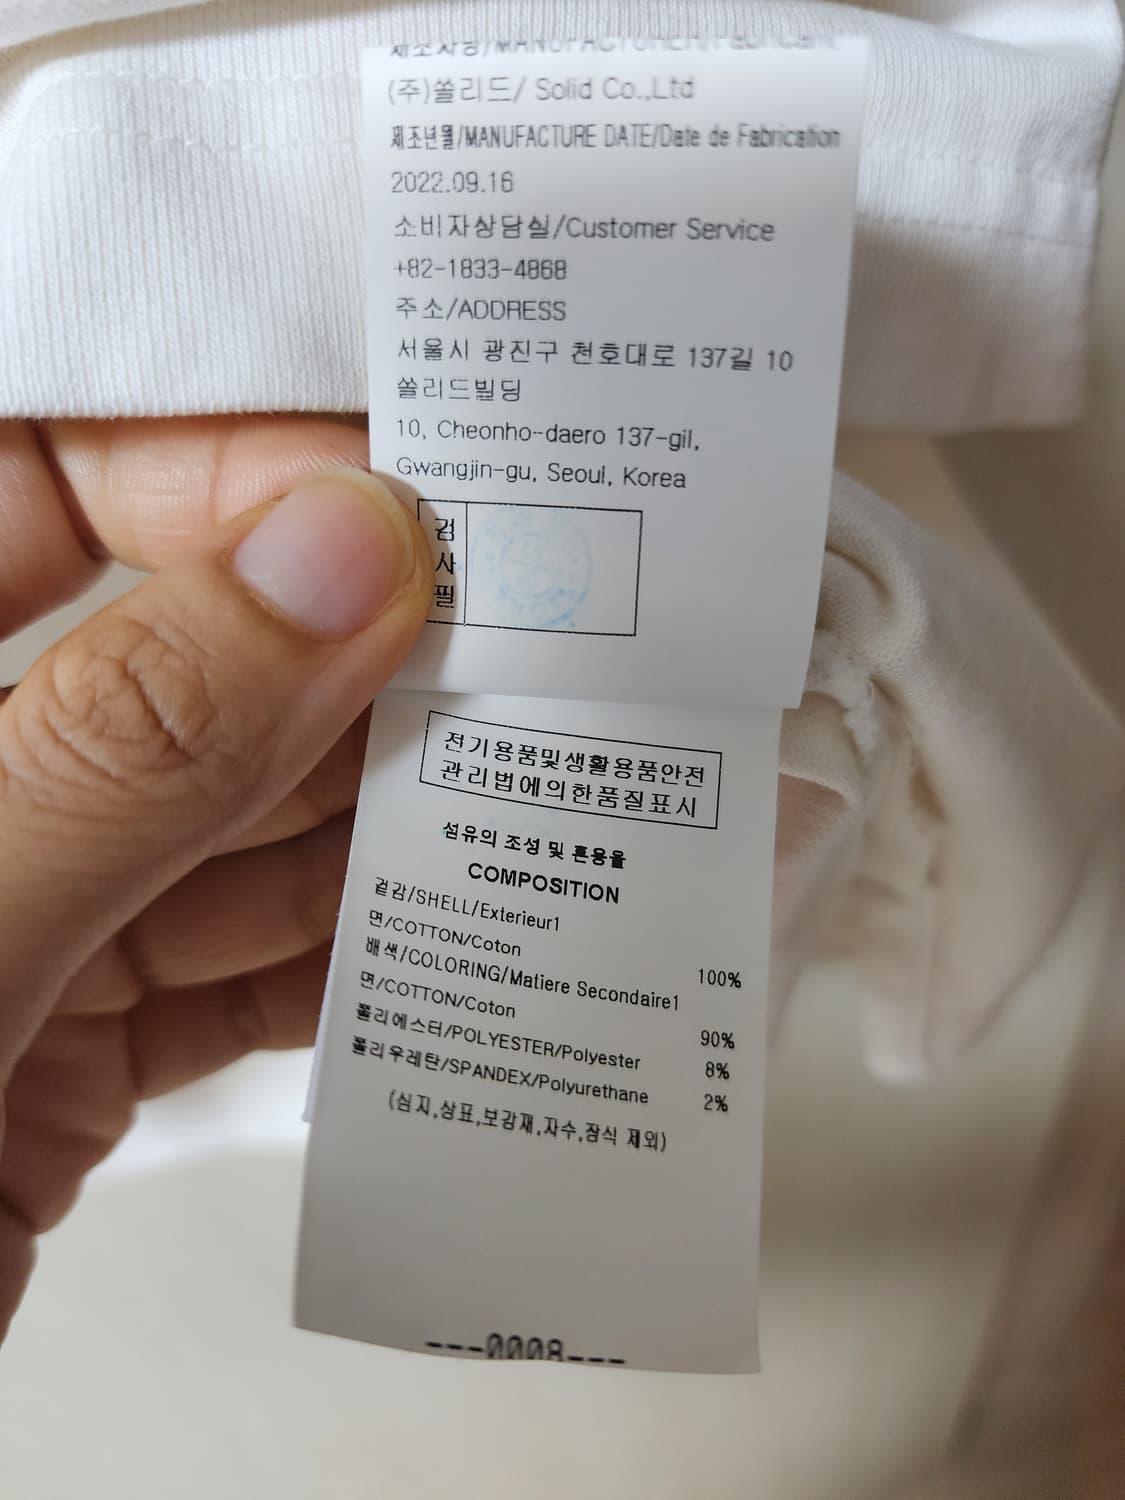 제조자명/MANUFACTURER/Fabricant
(주)쏠리드/ Solid Co.,Ltd
제조년월/MANUFACTURE DATE/Date de Fabrication
2022.09.16
소비자상담실/Customer Service
+82-1833-4868
주소/ADDRESS
서울시 광진구 천호대로 137길 10
쏠리드빌딩
10, Cheonho-daero 137-gil,
Gwangjin-gu, Seoul, Korea
검
사
필
전기용품및생활용품안전
관리법에의한품질표시
섬유의 조성 및 혼용율
COMPOSITION
겉감/SHELL/Exterieur1
면/COTTON/Coton 100%
배색/COLORING/Matiere Secondaire1
면/COTTON/Coton 90%
폴리에스터/POLYESTER/Polyester 8%
폴리우레탄/SPANDEX/Polyurethane 2%
(심지,상표,보강재,자수,장식 제외)
---0008---